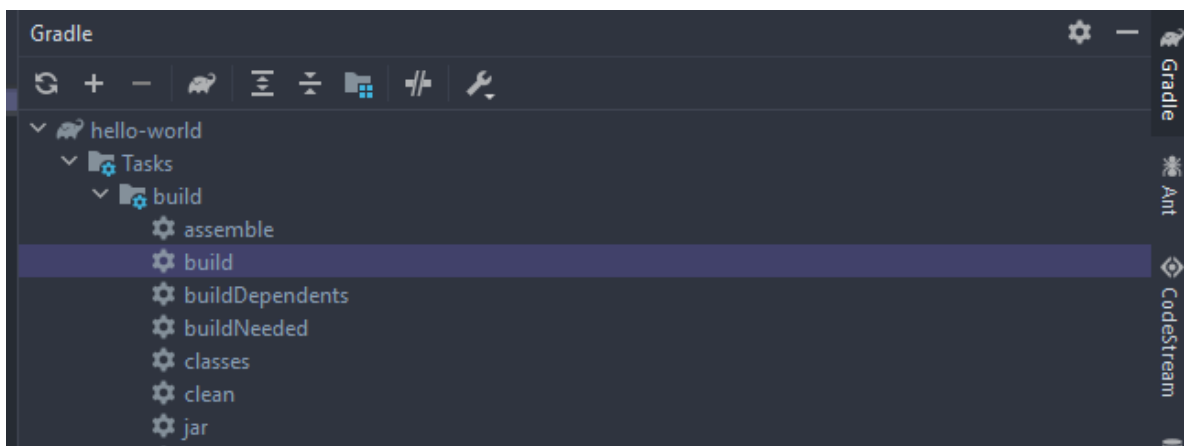 Gradle
hello-world
Tasks
build
assemble
build
buildDependents
buildNeeded
classes
clean
jar
Gradle
Ant
CodeStream